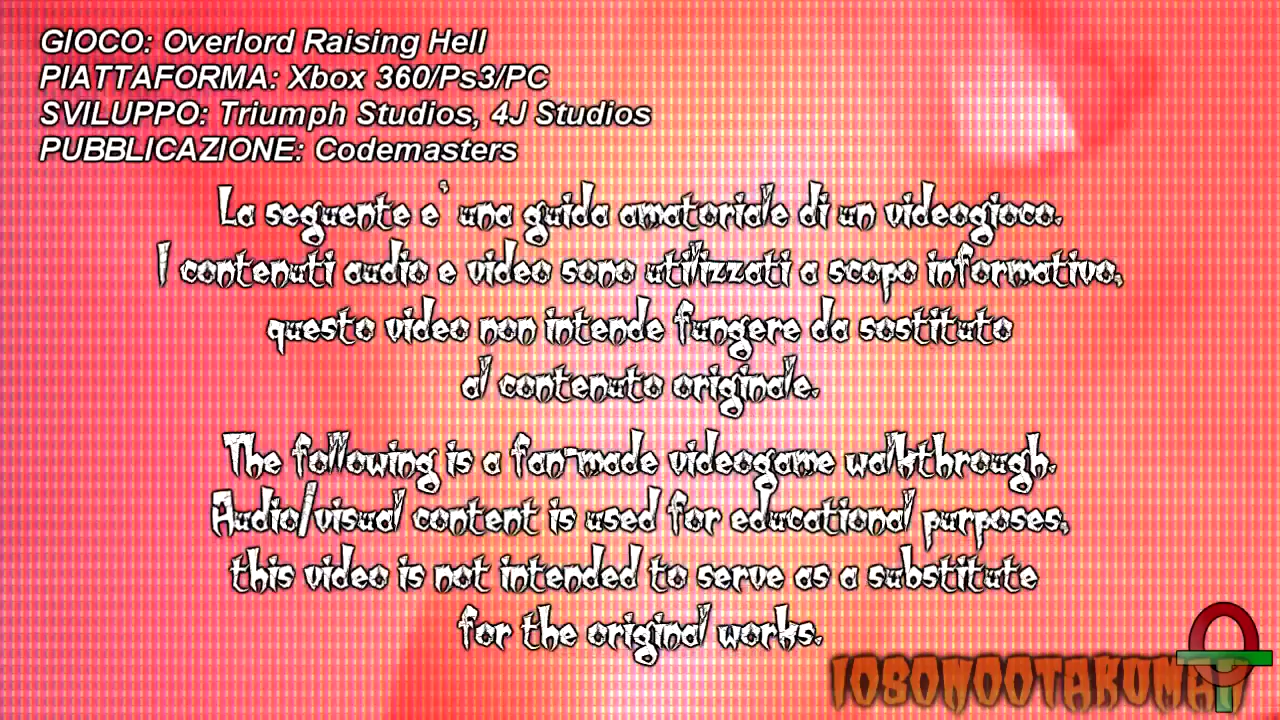 GIOCO: Overlord Raising Hell
PIATTAFORMA: Xbox 360/Ps3/PC
SVILUPPO: Triumph Studios, 4J Studios
PUBBLICAZIONE: Codemasters
La seguente e` una guida amatoriale di un videogioco.
I contenuti audio e video sono utilizzati a scopo informativo,
questo video non intende fungere da sostituto
al contenuto originale.
The following is a fan-made videogame walkthrough.
Audio/visual content is used for educational purposes,
this video is not intended to serve as a substitute
for the original works.